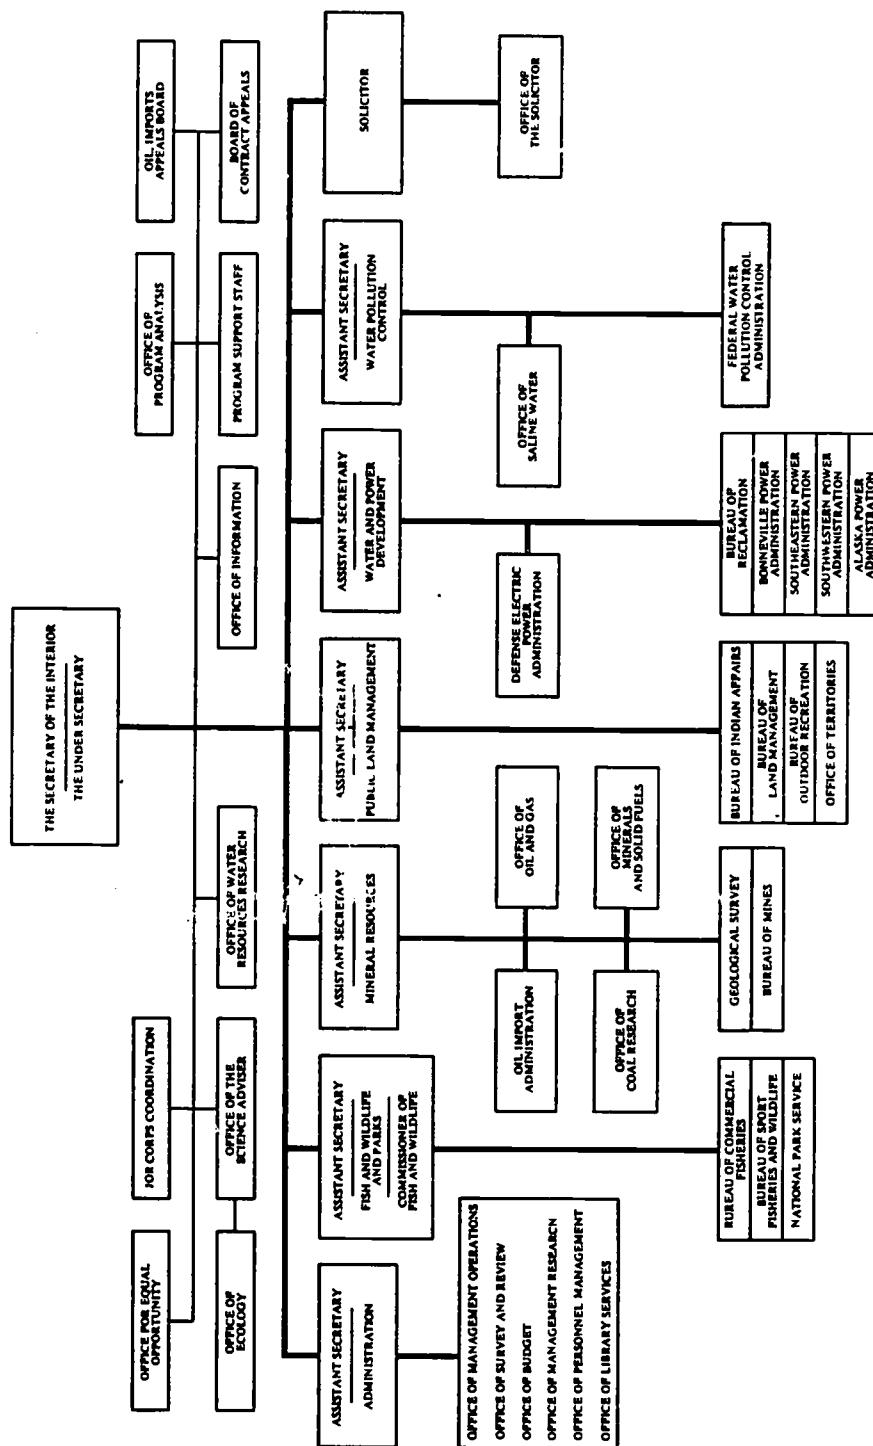 THE SECRETARY OF THE INTERIOR
THE UNDER SECRETARY
OFFICE FOR EQUAL
OPPORTUNITY
JOB CORPS COORDINATION
OFFICE OF
PROGRAM ANALYSIS
OIL IMPORTS
APPEALS BOARD
OFFICE OF
ECOLOGY
OFFICE OF THE
SCIENCE ADVISER
OFFICE OF WATER
RESOURCES RESEARCH
OFFICE OF INFORMATION
PROGRAM SUPPORT STAFF
BOARD OF
CONTRACT APPEALS
ASSISTANT SECRETARY
ADMINISTRATION
ASSISTANT SECRETARY
FISH AND WILDLIFE
AND PARKS
COMMISSIONER OF
FISH AND WILDLIFE
ASSISTANT SECRETARY
MINERAL RESOURCES
ASSISTANT SECRETARY
PUBLIC LAND MANAGEMENT
ASSISTANT SECRETARY
WATER AND POWER
DEVELOPMENT
ASSISTANT SECRETARY
WATER POLLUTION
CONTROL
SOLICITOR
OFFICE OF MANAGEMENT OPERATIONS
OFFICE OF SURVEY AND REVIEW
OFFICE OF BUDGET
OFFICE OF MANAGEMENT RESEARCH
OFFICE OF PERSONNEL MANAGEMENT
OFFICE OF LIBRARY SERVICES
OIL IMPORT
ADMINISTRATION
OFFICE OF
OIL AND GAS
OFFICE OF
COAL RESEARCH
OFFICE OF
MINERALS
AND SOLID FUELS
DEFENSE ELECTRIC
POWER
ADMINISTRATION
OFFICE OF
SALINE WATER
OFFICE OF
THE SOLICITOR
BUREAU OF COMMERCIAL
FISHERIES
BUREAU OF SPORT
FISHERIES AND WILDLIFE
NATIONAL PARK SERVICE
GEOLOGICAL SURVEY
BUREAU OF MINES
BUREAU OF INDIAN AFFAIRS
BUREAU OF
LAND MANAGEMENT
BUREAU OF
OUTDOOR RECREATION
OFFICE OF TERRITORIES
BUREAU OF
RECLAMATION
BONNEVILLE POWER
ADMINISTRATION
SOUTHEASTERN POWER
ADMINISTRATION
SOUTHWESTERN POWER
ADMINISTRATION
ALASKA POWER
ADMINISTRATION
FEDERAL WATER
POLLUTION CONTROL
ADMINISTRATION